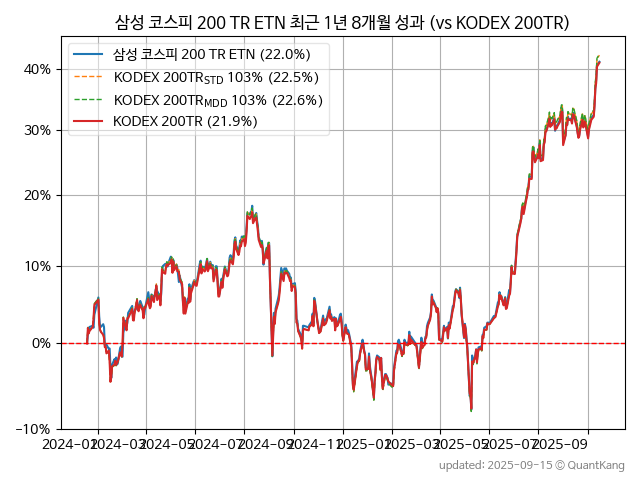 삼성 코스피 200 TR ETN 최근 1년 8개월 성과 (vs KODEX 200TR)
삼성 코스피 200 TR ETN (22.0%)
KODEX 200TRSTD 103% (22.5%)
KODEX 200TRMDD 103% (22.6%)
KODEX 200TR (21.9%)
40%
30%
20%
10%
0%
−10%
2024-01 2024-03 2024-05 2024-07 2024-09 2024-11 2025-01 2025-03 2025-05 2025-07 2025-09
updated: 2025-09-15 © QuantKang